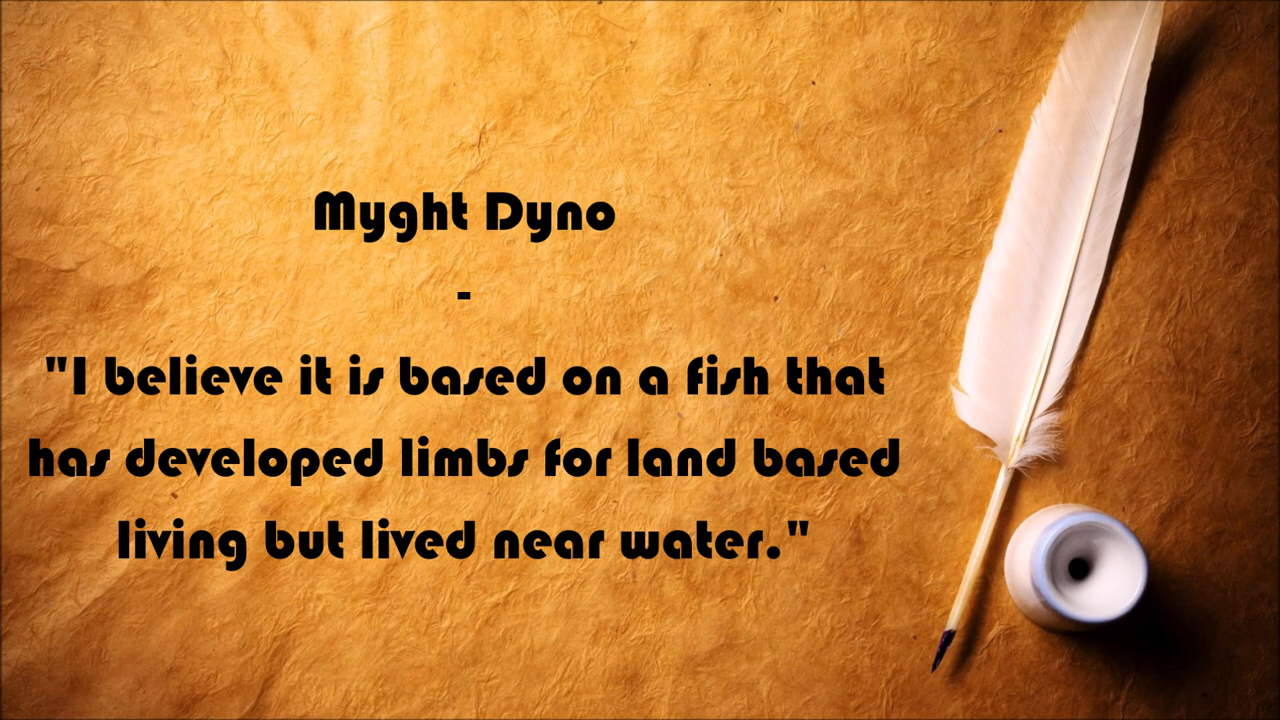 Myght Dyno
-
"I believe it is based on a fish that
has developed limbs for land based
living but lived near water."